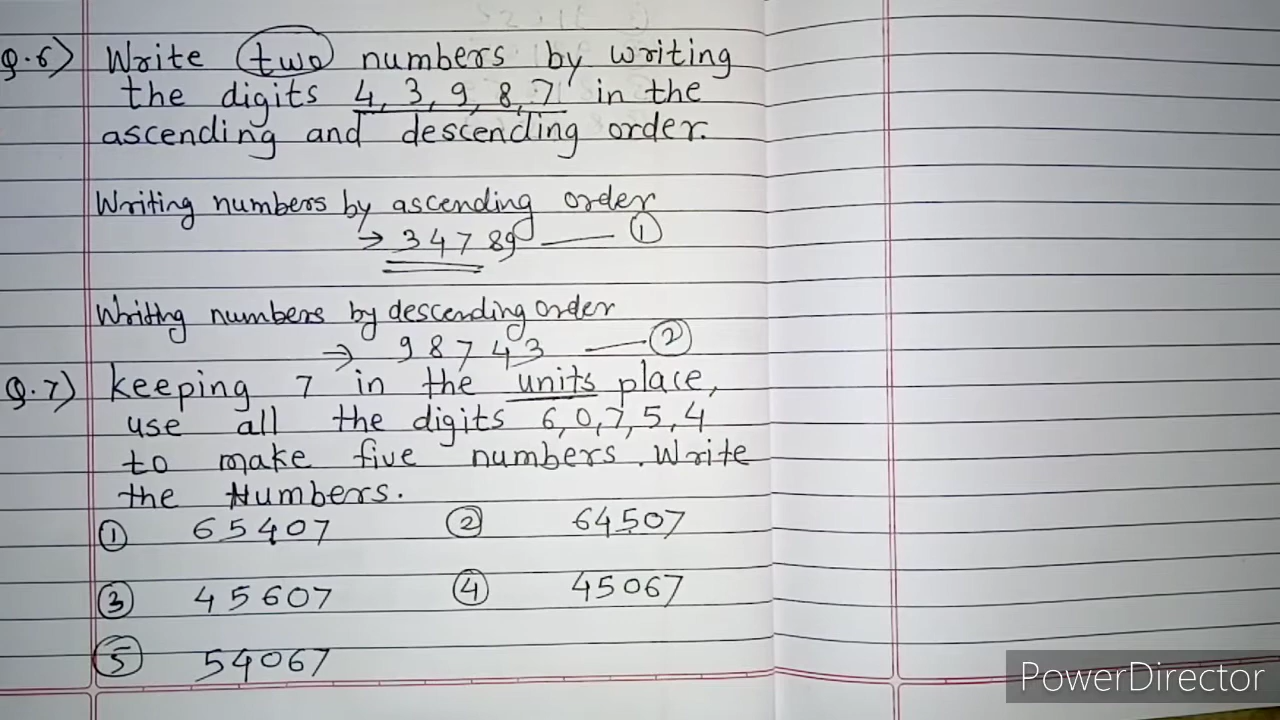 Q.6) Write two numbers by writing
the digits 4, 3, 9, 8, 7 in the
ascending and descending order.
Writing numbers by ascending order
→ 34789 — ①
Writing numbers by descending order
→ 98743 — ②
Q.7) keeping 7 in the units place,
use all the digits 6,0,7,5,4
to make five numbers. Write
the Numbers.
① 65407 ② 64507
③ 45607 ④ 45067
⑤ 54067
PowerDirector